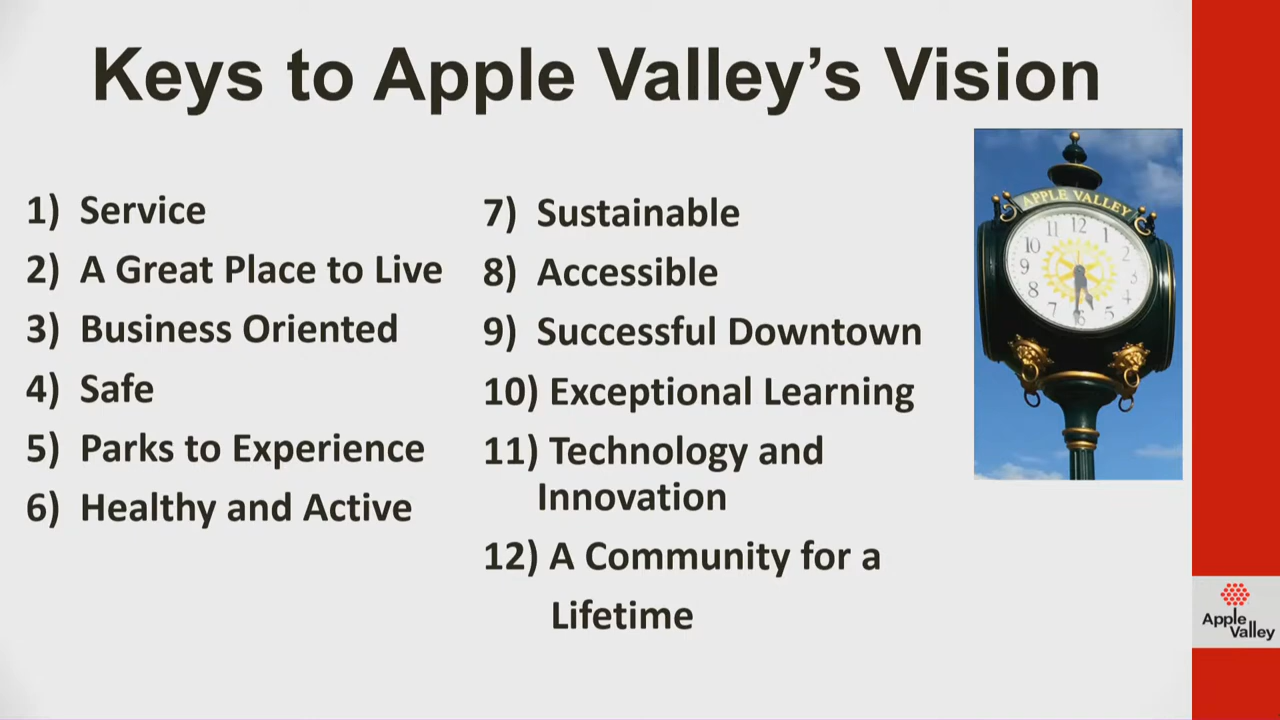 Keys to Apple Valley’s Vision
1) Service
2) A Great Place to Live
3) Business Oriented
4) Safe
5) Parks to Experience
6) Healthy and Active
7) Sustainable
8) Accessible
9) Successful Downtown
10) Exceptional Learning
11) Technology and
Innovation
12) A Community for a
Lifetime
APPLE VALLEY
12
11 1
10 2
9 3
8 4
7 5
6
Apple
Valley